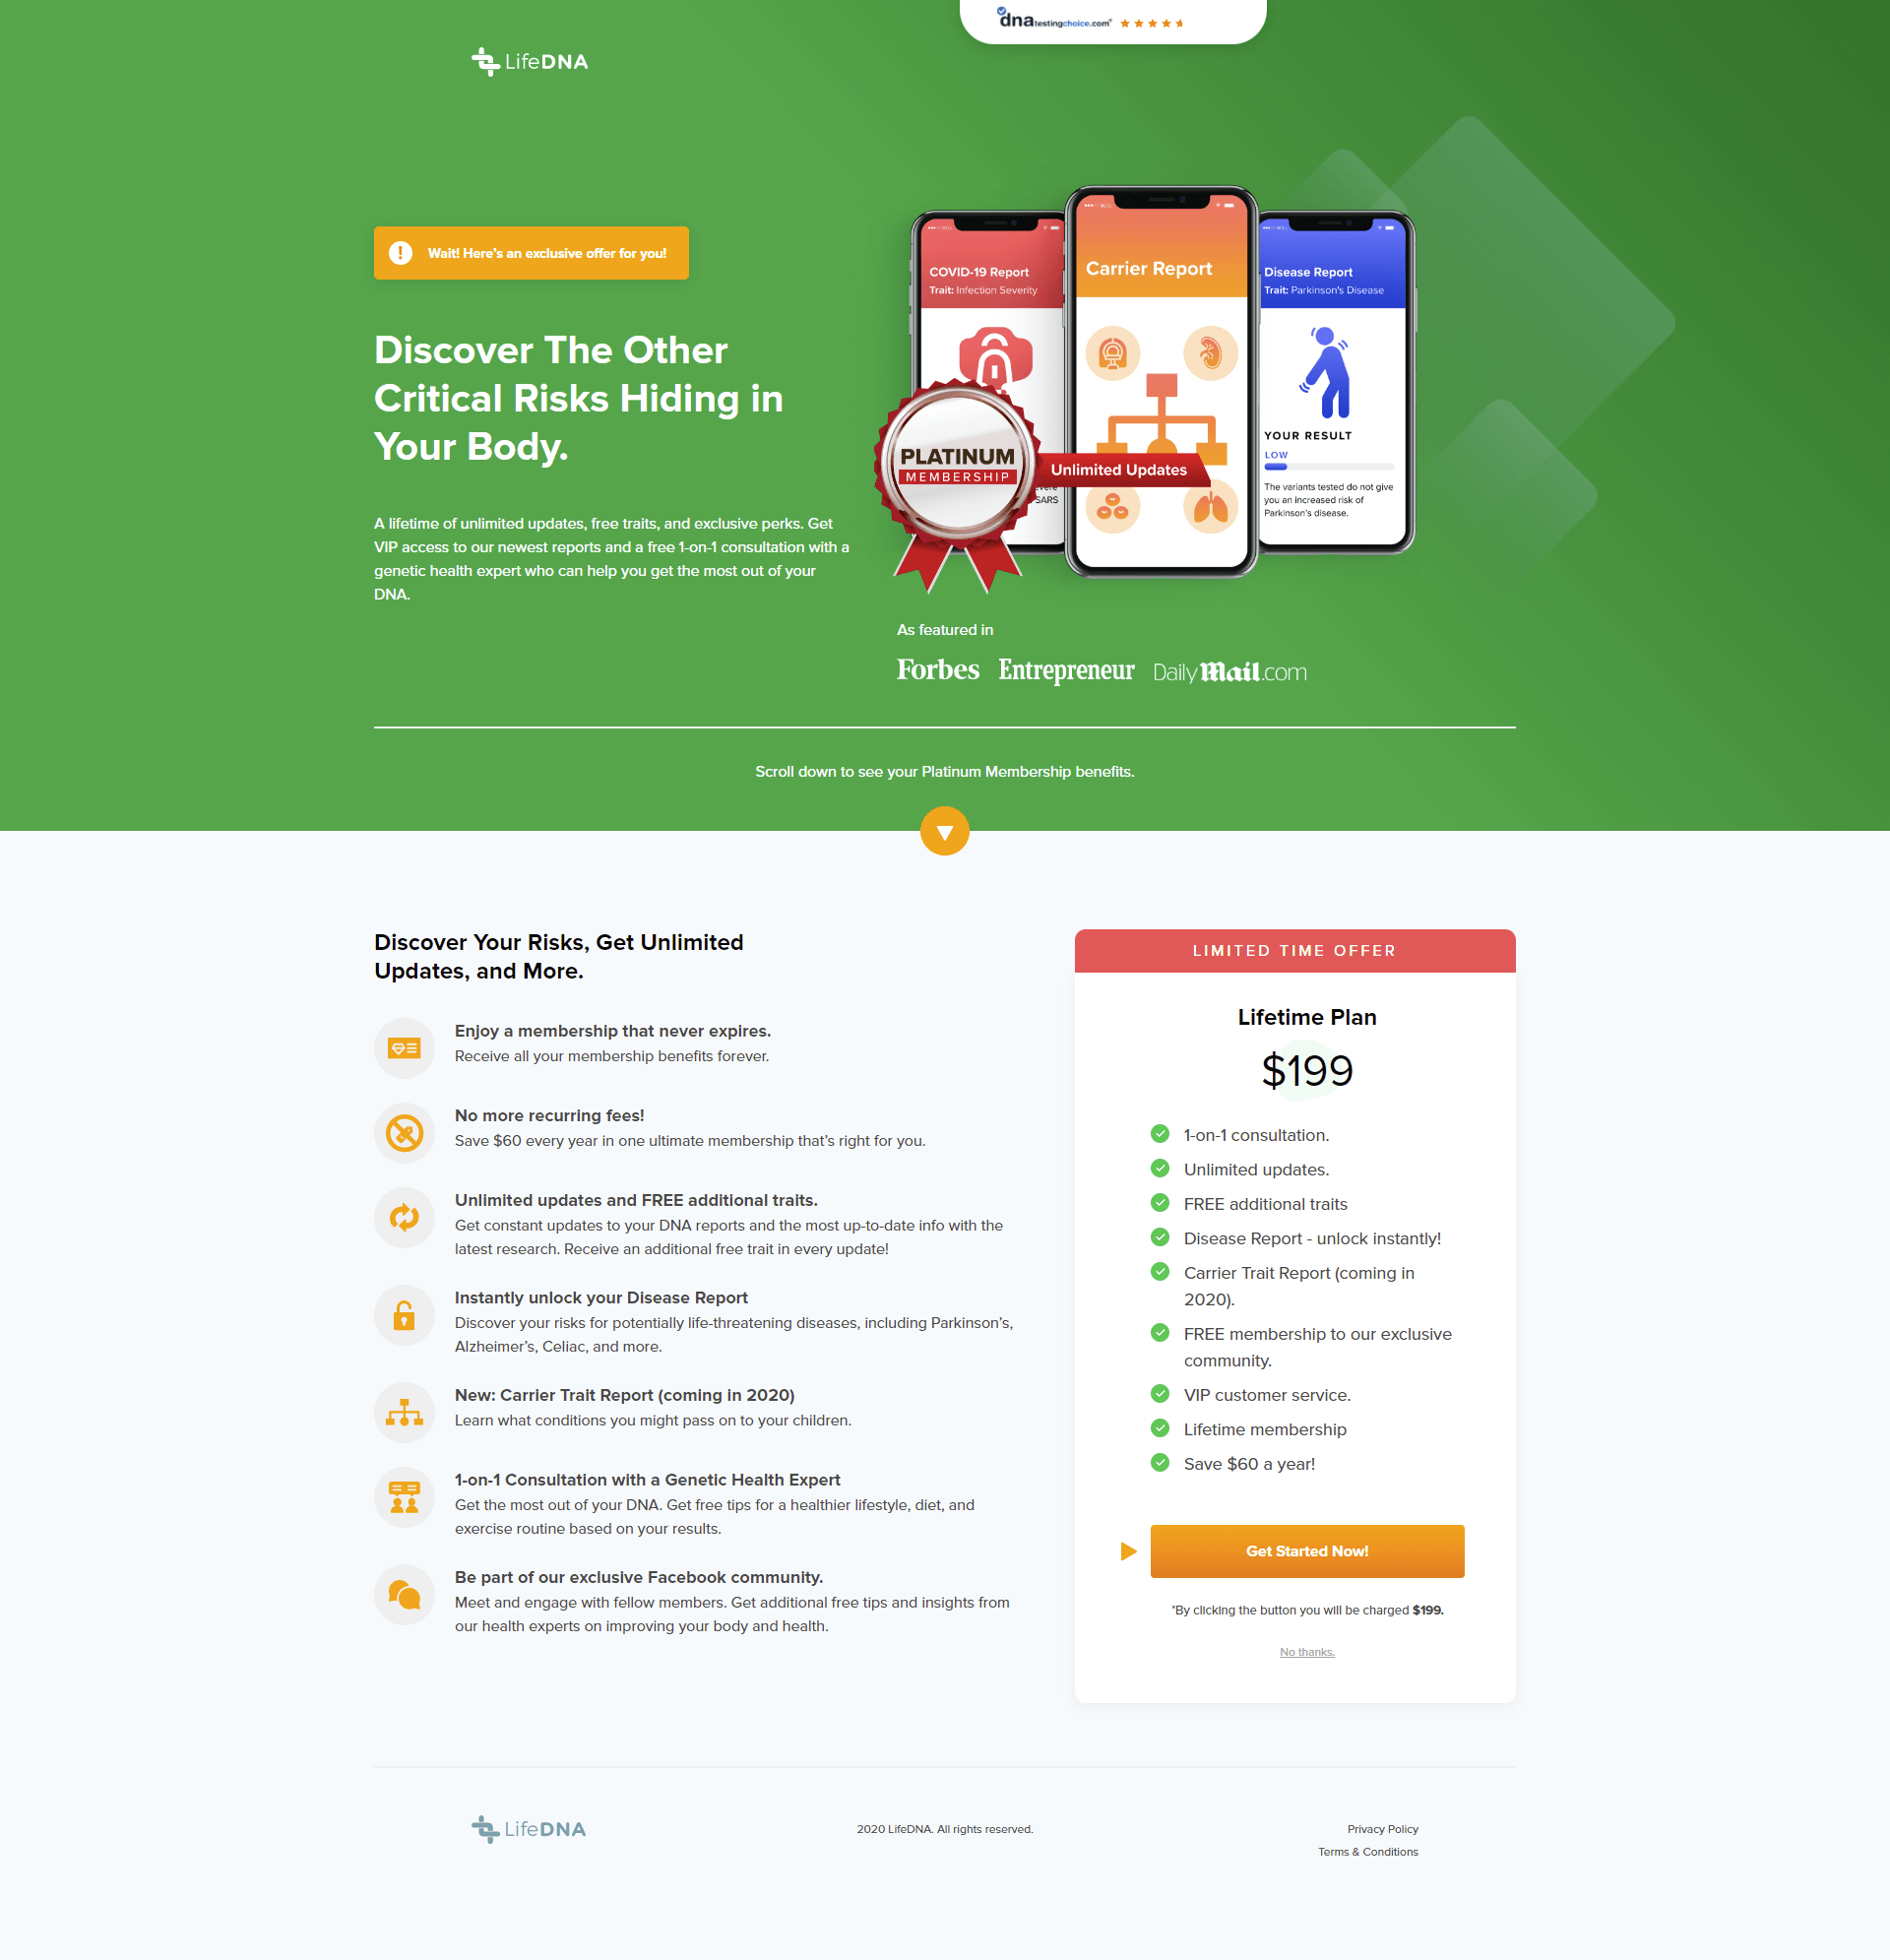 dnatestingchoice.com
LifeDNA
Wait! Here's an exclusive offer for you!
Discover The Other
Critical Risks Hiding in
Your Body.
A lifetime of unlimited updates, free traits, and exclusive perks. Get
VIP access to our newest reports and a free 1-on-1 consultation with a
genetic health expert who can help you get the most out of your
DNA.
COVID-19 Report
Trait: Infection Severity
SARS
PLATINUM
MEMBERSHIP
Unlimited Updates
Carrier Report
Disease Report
Trait: Parkinson's Disease
YOUR RESULT
LOW
The variants tested do not give
you an increased risk of
Parkinson's disease.
As featured in
Forbes Entrepreneur DailyMail.com
Scroll down to see your Platinum Membership benefits.
Discover Your Risks, Get Unlimited
Updates, and More.
Enjoy a membership that never expires.
Receive all your membership benefits forever.
No more recurring fees!
Save $60 every year in one ultimate membership that's right for you.
Unlimited updates and FREE additional traits.
Get constant updates to your DNA reports and the most up-to-date info with the
latest research. Receive an additional free trait in every update!
Instantly unlock your Disease Report
Discover your risks for potentially life-threatening diseases, including Parkinson's,
Alzheimer's, Celiac, and more.
New: Carrier Trait Report (coming in 2020)
Learn what conditions you might pass on to your children.
1-on-1 Consultation with a Genetic Health Expert
Get the most out of your DNA. Get free tips for a healthier lifestyle, diet, and
exercise routine based on your results.
Be part of our exclusive Facebook community.
Meet and engage with fellow members. Get additional free tips and insights from
our health experts on improving your body and health.
LIMITED TIME OFFER
Lifetime Plan
$199
1-on-1 consultation.
Unlimited updates.
FREE additional traits
Disease Report - unlock instantly!
Carrier Trait Report (coming in
2020).
FREE membership to our exclusive
community.
VIP customer service.
Lifetime membership
Save $60 a year!
Get Started Now!
*By clicking the button you will be charged $199.
No thanks.
LifeDNA
2020 LifeDNA. All rights reserved.
Privacy Policy
Terms & Conditions